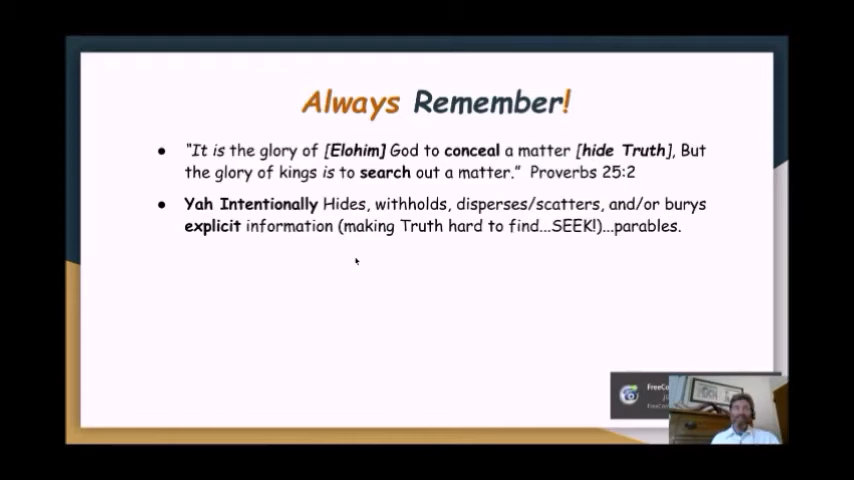 Always Remember!
● "It is the glory of [Elohim] God to conceal a matter [hide Truth], But
the glory of kings is to search out a matter." Proverbs 25:2
● Yah Intentionally Hides, withholds, disperses/scatters, and/or burys
explicit information (making Truth hard to find...SEEK!)...parables.